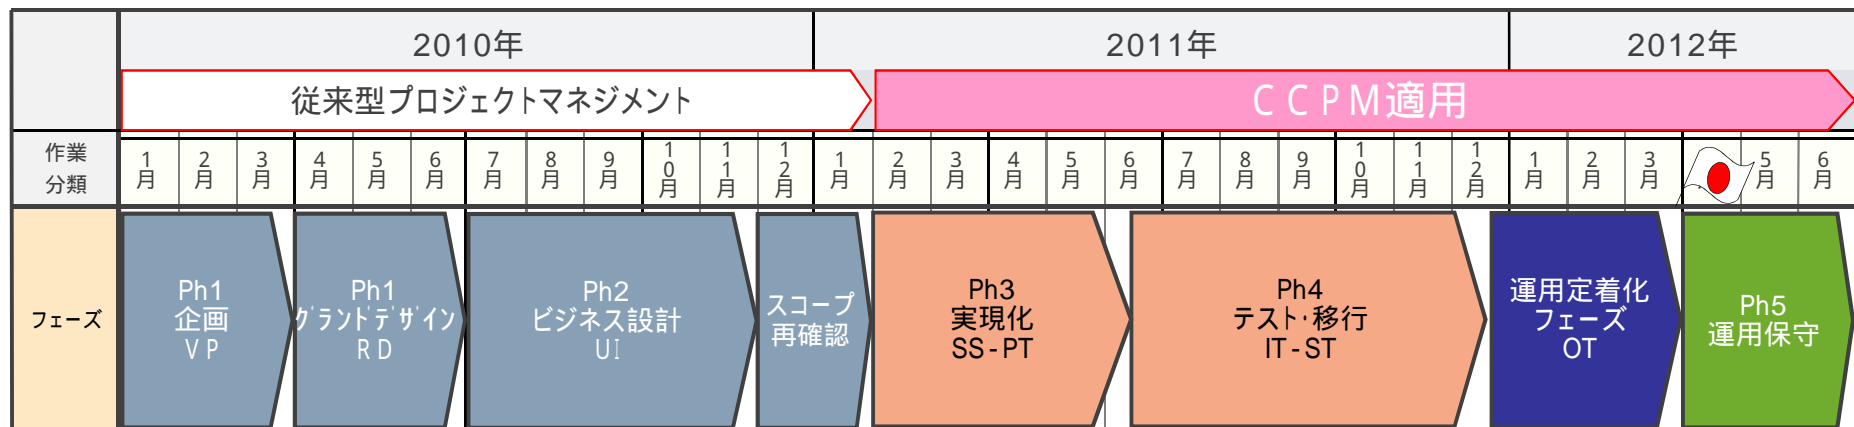 2010年
2011年
2012年
従来型プロジェクトマネジメント
CCPM適用
作業
分類
1月
2月
3月
4月
5月
6月
7月
8月
9月
10月
11月
12月
1月
2月
3月
4月
5月
6月
7月
8月
9月
10月
11月
12月
1月
2月
3月
5月
6月
フェーズ
Ph1
企画
VP
Ph1
グランドデザイン
RD
Ph2
ビジネス設計
UI
スコープ
再確認
Ph3
実現化
SS-PT
Ph4
テスト・移行
IT-ST
運用定着化
フェーズ
OT
Ph5
運用保守